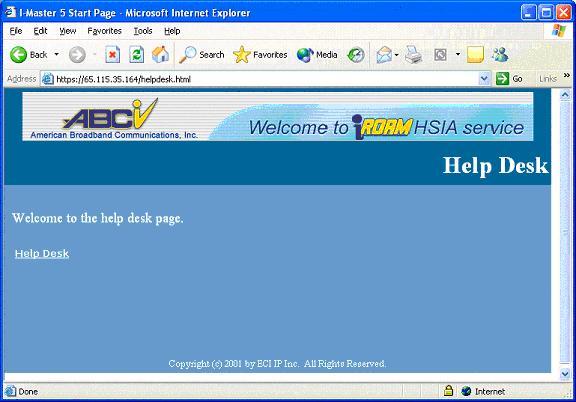 I-Master 5 Start Page - Microsoft Internet Explorer
File Edit View Favorites Tools Help
Back Search Favorites Media
Address https://65.115.35.164/helpdesk.html Go Links »
ABCi
American Broadband Communications, Inc.
Welcome to iROAM HSIA service
Help Desk
Welcome to the help desk page.
Help Desk
Copyright (c) 2001 by ECI IP Inc. All Rights Reserved.
Done Internet